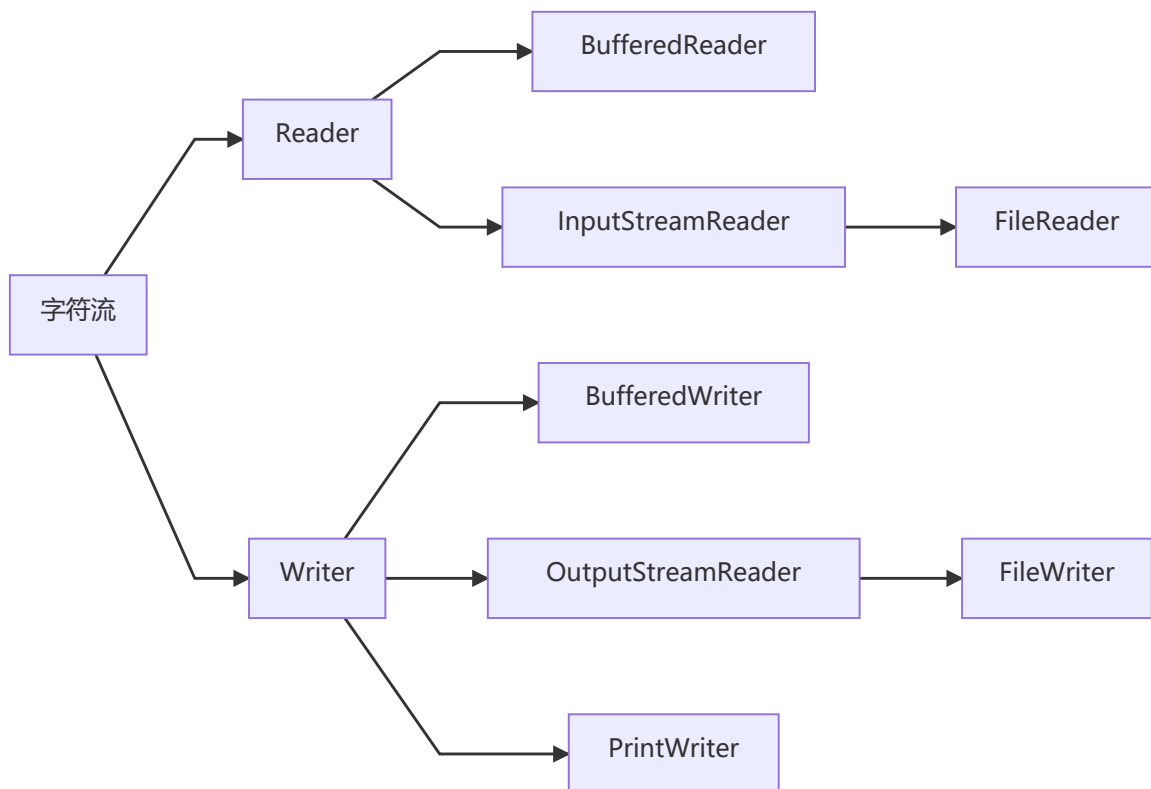 BufferedReader
Reader
InputStreamReader
FileReader
字符流
BufferedWriter
Writer
OutputStreamReader
FileWriter
PrintWriter